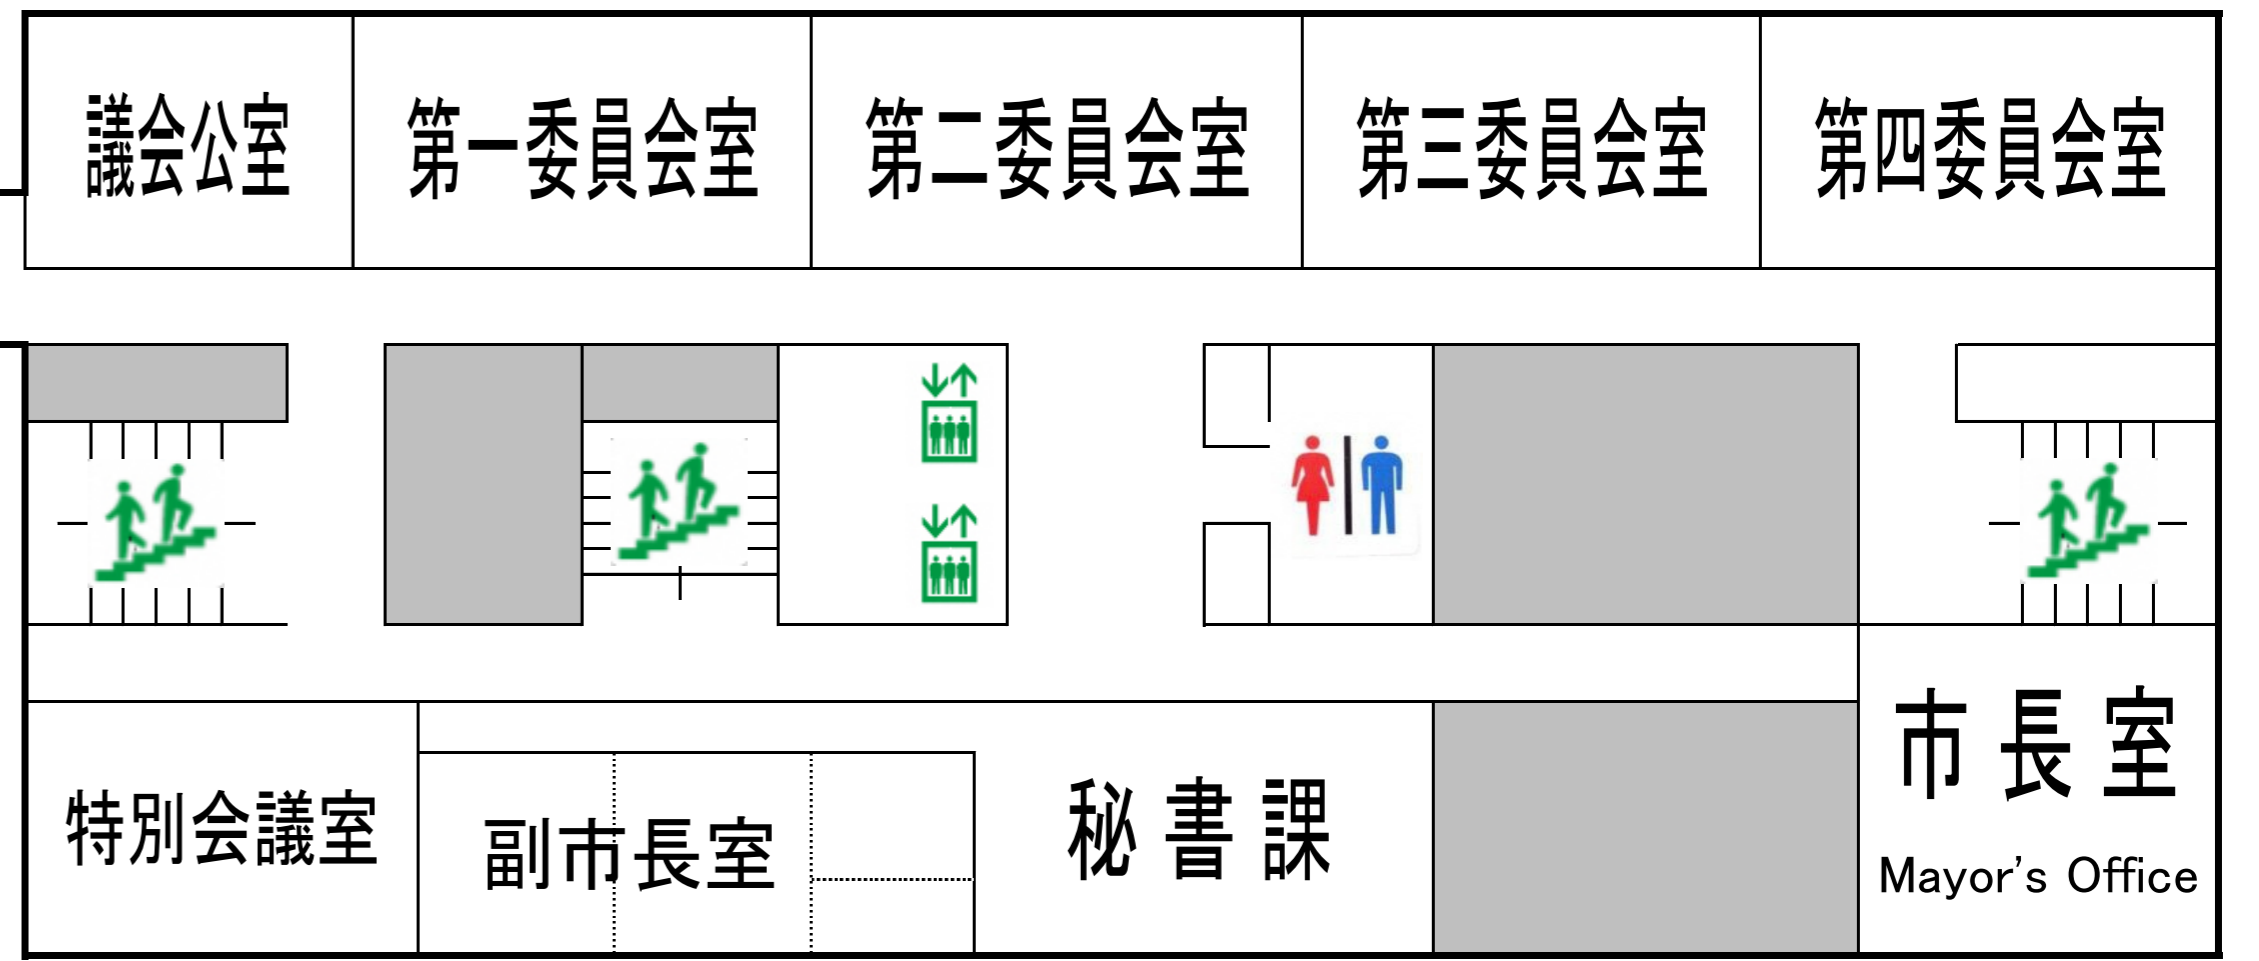 議会公室
第一委員会室
第二委員会室
第三委員会室
第四委員会室
特別会議室
副市長室
秘書課
市長室
Mayor's Office